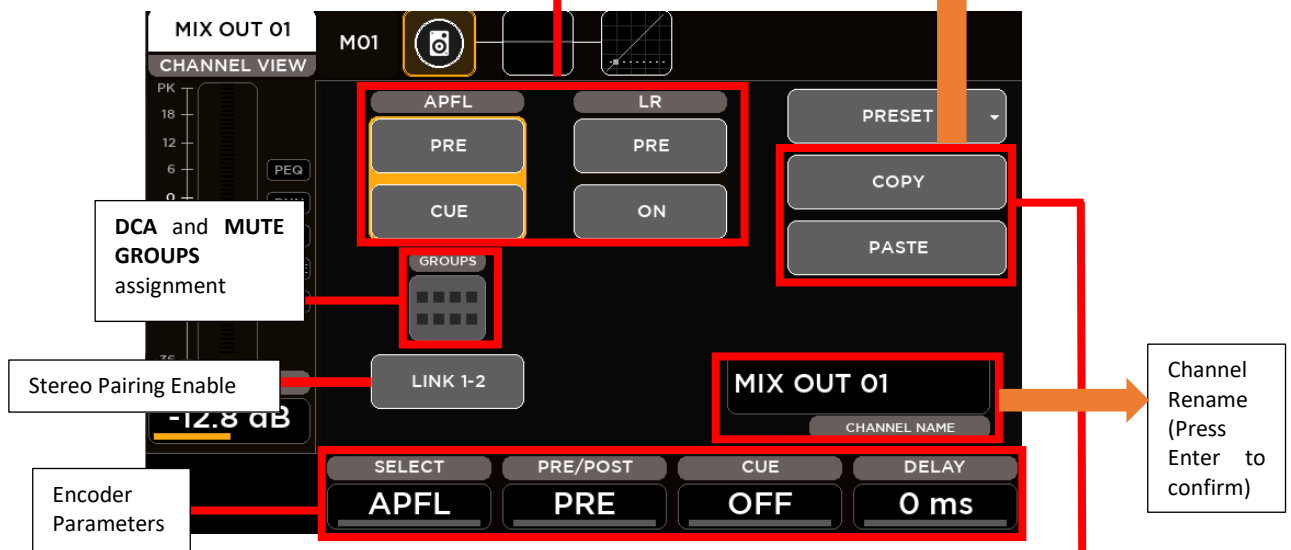 MIX OUT 01
M01
CHANNEL VIEW
PK
18
12
6
PEQ
APFL
LR
PRE
PRE
CUE
ON
PRESET
COPY
PASTE
DCA and MUTE
GROUPS
assignment
GROUPS
Stereo Pairing Enable
LINK 1-2
-12.8 dB
MIX OUT 01
CHANNEL NAME
Channel
Rename
(Press
Enter to
confirm)
Encoder
Parameters
SELECT
PRE/POST
CUE
DELAY
APFL
PRE
OFF
0 ms